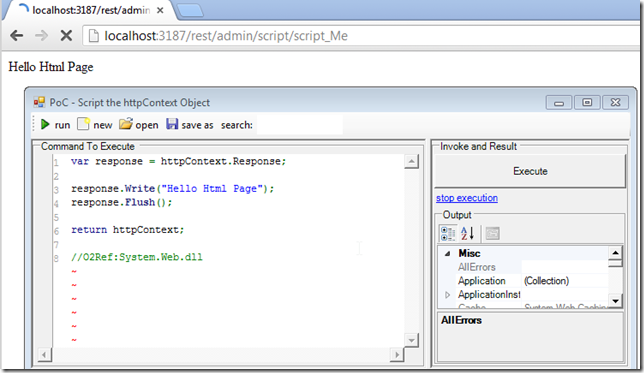 localhost:3187/rest/admin
localhost:3187/rest/admin/script/script_Me
Hello Html Page
PoC - Script the httpContext Object
run new open save as search:
Command To Execute
1 var response = httpContext.Response;
2
3 response.Write("Hello Html Page");
4 response.Flush();
5
6 return httpContext;
7
8 //O2Ref:System.Web.dll
~
~
~
~
~
~
Invoke and Result
Execute
stop execution
Output
Misc
AllErrors
Application (Collection)
ApplicationInst
Cache System.Web.Caching
AllErrors